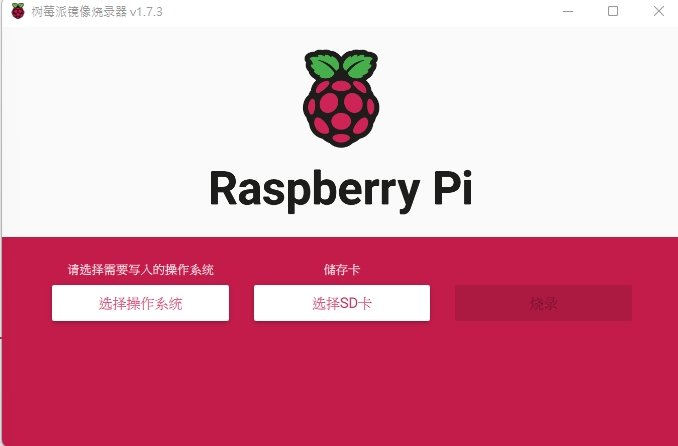 树莓派镜像烧录器 v1.7.3
Raspberry Pi
请选择需要写入的操作系统
储存卡
选择操作系统
选择SD卡
烧录